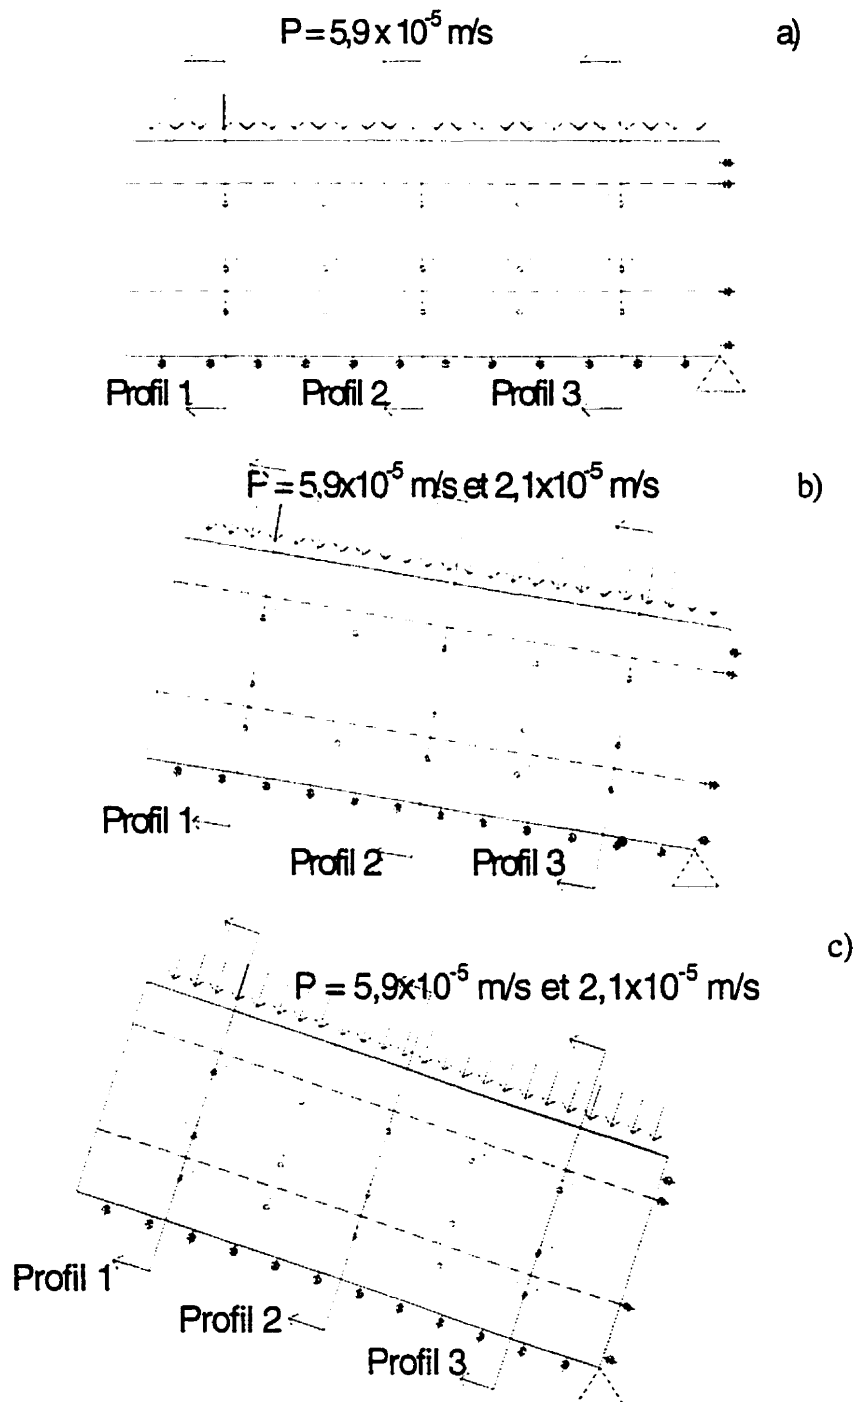 P = 5,9 x 10⁻⁵ m/s
a)
Profil 1
Profil 2
Profil 3
P = 5,9x10⁻⁵ m/s et 2,1x10⁻⁵ m/s
b)
Profil 1
Profil 2
Profil 3
c)
P = 5,9x10⁻⁵ m/s et 2,1x10⁻⁵ m/s
Profil 1
Profil 2
Profil 3